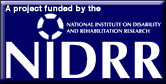 A project funded by the
NATIONAL INSTITUTE ON DISABILITY
AND REHABILITATION RESEARCH
NIDRR